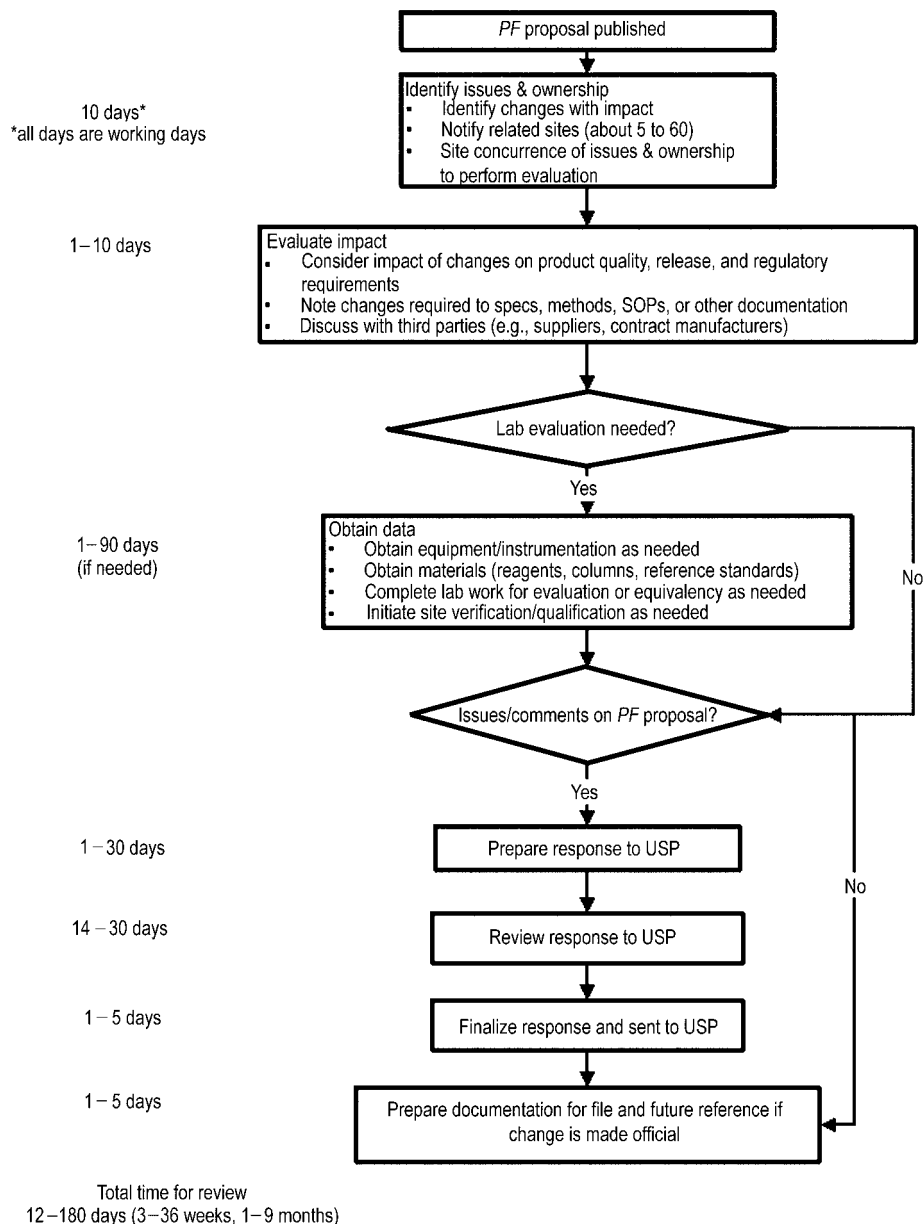 PF proposal published
10 days*
*all days are working days
Identify issues & ownership
▪ Identify changes with impact
▪ Notify related sites (about 5 to 60)
▪ Site concurrence of issues & ownership
to perform evaluation
1–10 days
Evaluate impact
▪ Consider impact of changes on product quality, release, and regulatory
requirements
▪ Note changes required to specs, methods, SOPs, or other documentation
▪ Discuss with third parties (e.g., suppliers, contract manufacturers)
Lab evaluation needed?
Yes
No
1–90 days
(if needed)
Obtain data
▪ Obtain equipment/instrumentation as needed
▪ Obtain materials (reagents, columns, reference standards)
▪ Complete lab work for evaluation or equivalency as needed
▪ Initiate site verification/qualification as needed
Issues/comments on PF proposal?
Yes
No
1–30 days
Prepare response to USP
14–30 days
Review response to USP
1–5 days
Finalize response and sent to USP
1–5 days
Prepare documentation for file and future reference if
change is made official
Total time for review
12–180 days (3–36 weeks, 1–9 months)